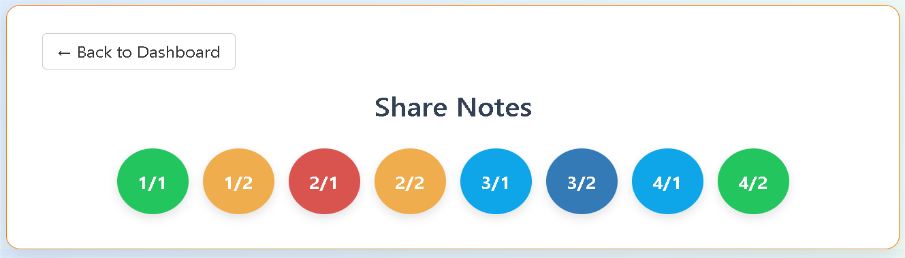 ← Back to Dashboard
Share Notes
1/1 1/2 2/1 2/2 3/1 3/2 4/1 4/2